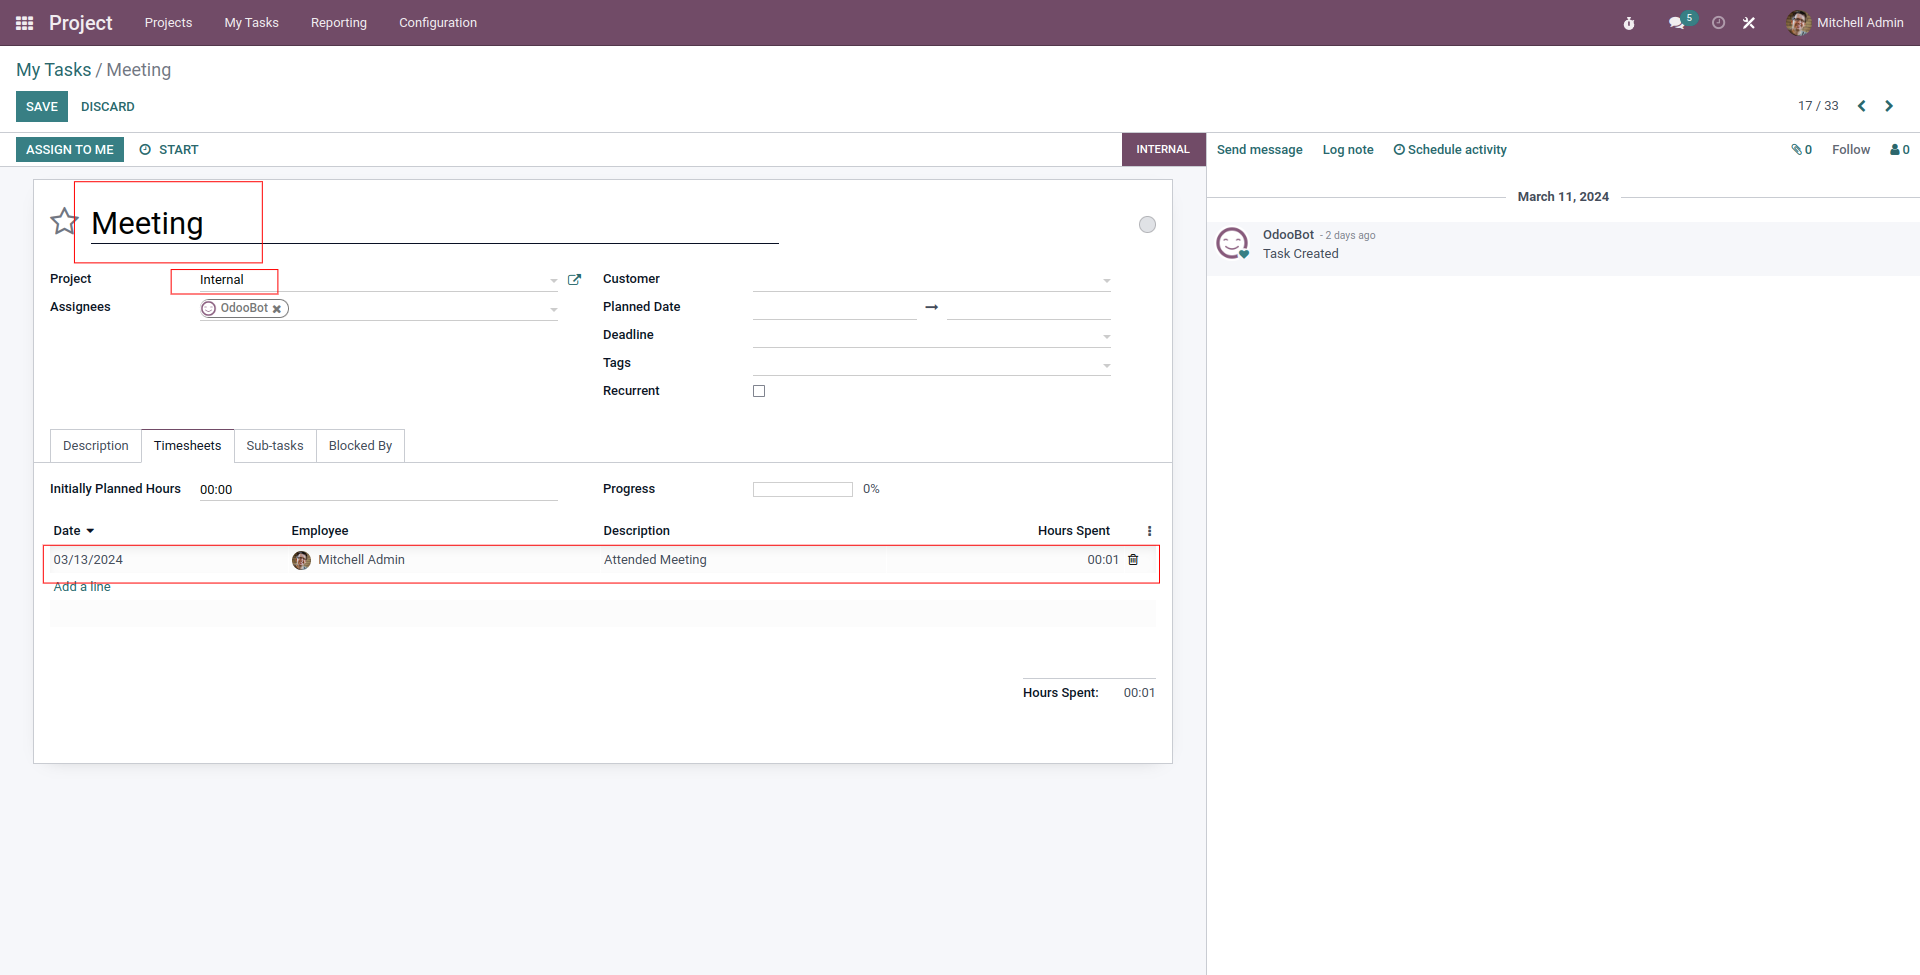 Project Projects My Tasks Reporting Configuration 5 Mitchell Admin
My Tasks / Meeting
SAVE DISCARD 17 / 33
ASSIGN TO ME START INTERNAL Send message Log note Schedule activity 0 Follow 0
March 11, 2024
Meeting
OdooBot - 2 days ago
Task Created
Project Internal Customer
Assignees OdooBot Planned Date
Deadline
Tags
Recurrent
Description Timesheets Sub-tasks Blocked By
Initially Planned Hours 00:00 Progress 0%
Date Employee Description Hours Spent
03/13/2024 Mitchell Admin Attended Meeting 00:01
Add a line
Hours Spent: 00:01